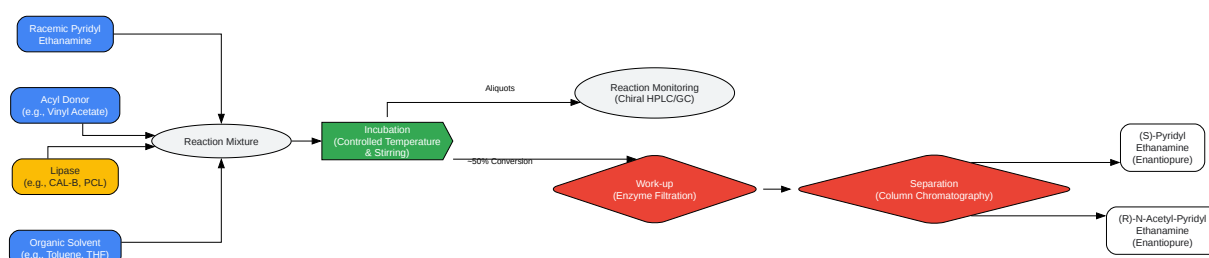 Racemic Pyridyl
Ethanamine
Acyl Donor
(e.g., Vinyl Acetate)
Lipase
(e.g., CAL-B, PCL)
Organic Solvent
(e.g., Toluene, THF)
Reaction Mixture
Incubation
(Controlled Temperature
& Stirring)
Aliquots
Reaction Monitoring
(Chiral HPLC/GC)
~50% Conversion
Work-up
(Enzyme Filtration)
Separation
(Column Chromatography)
(S)-Pyridyl
Ethanamine
(Enantiopure)
(R)-N-Acetyl-Pyridyl
Ethanamine
(Enantiopure)